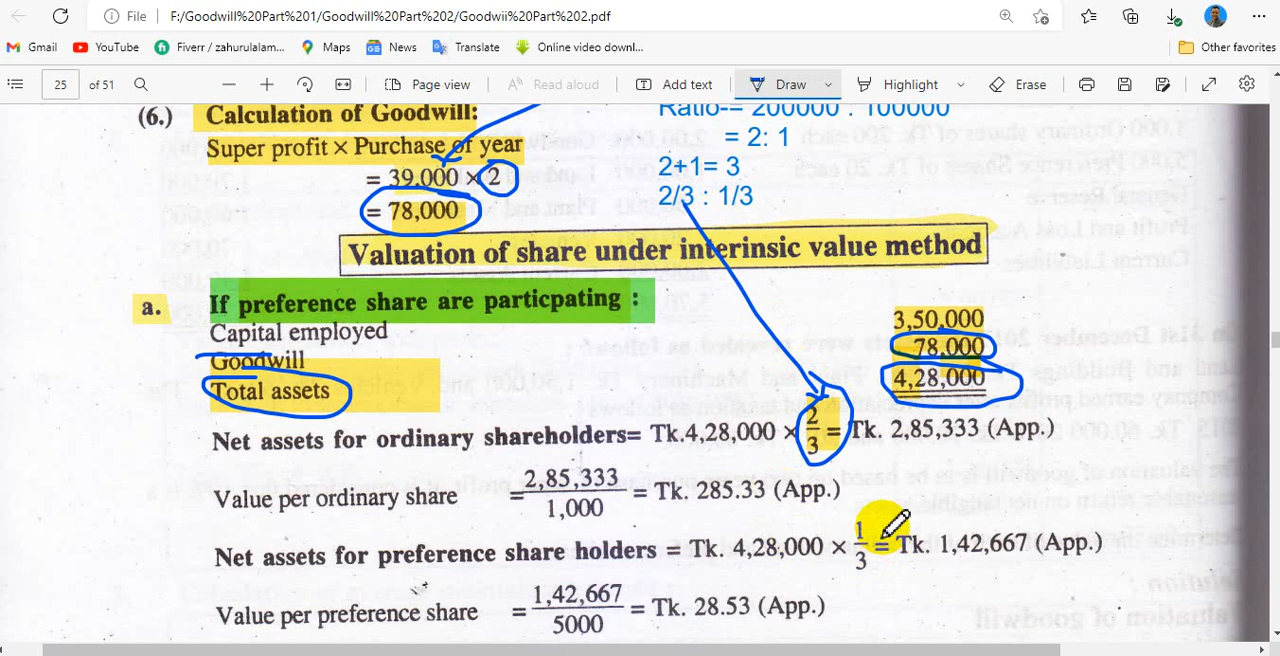 File F:/Goodwill%20Part%201/Goodwill%20Part%202/Goodwii%20Part%202.pdf
Gmail YouTube Fiverr / zahurulalam... Maps News Translate Online video downl... Other favorites
25 of 51 Page view Read aloud Add text Draw Highlight Erase
(6.) Calculation of Goodwill:
Super profit × Purchase of year
= 39,000 × 2
= 78,000
Ratio-= 200000 : 100000
= 2: 1
2+1= 3
2/3 : 1/3
Valuation of share under interinsic value method
a. If preference share are particpating :
Capital employed 3,50,000
Goodwill 78,000
Total assets 4,28,000
Net assets for ordinary shareholders= Tk.4,28,000 × 2/3 = Tk. 2,85,333 (App.)
Value per ordinary share = 2,85,333/1,000 = Tk. 285.33 (App.)
Net assets for preference share holders = Tk. 4,28,000 × 1/3 = Tk. 1,42,667 (App.)
Value per preference share = 1,42,667/5000 = Tk. 28.53 (App.)